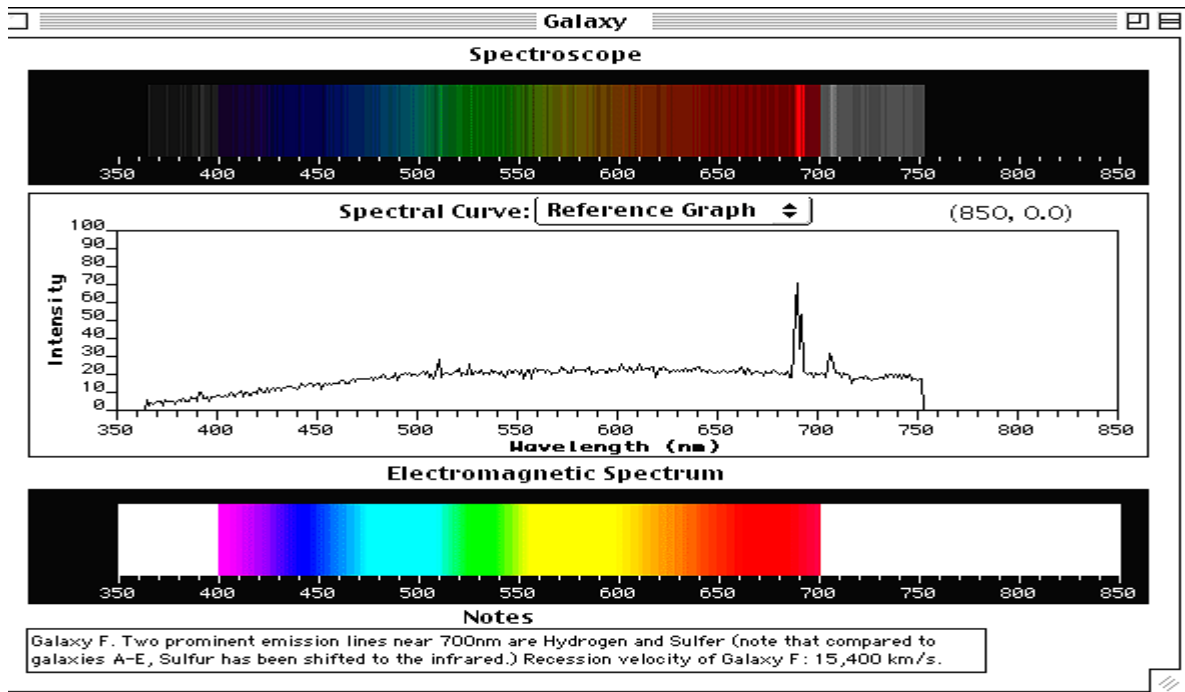 Galaxy
Spectroscope
350 400 450 500 550 600 650 700 750 800 850
Spectral Curve: Reference Graph (850, 0.0)
100
90
80
70
60
50
40
30
20
10
0
Intensity
350 400 450 500 550 600 650 700 750 800 850
Wavelength (nm)
Electromagnetic Spectrum
350 400 450 500 550 600 650 700 750 800 850
Notes
Galaxy F. Two prominent emission lines near 700nm are Hydrogen and Sulfer (note that compared to
galaxies A-E, Sulfur has been shifted to the infrared.) Recession velocity of Galaxy F: 15,400 km/s.